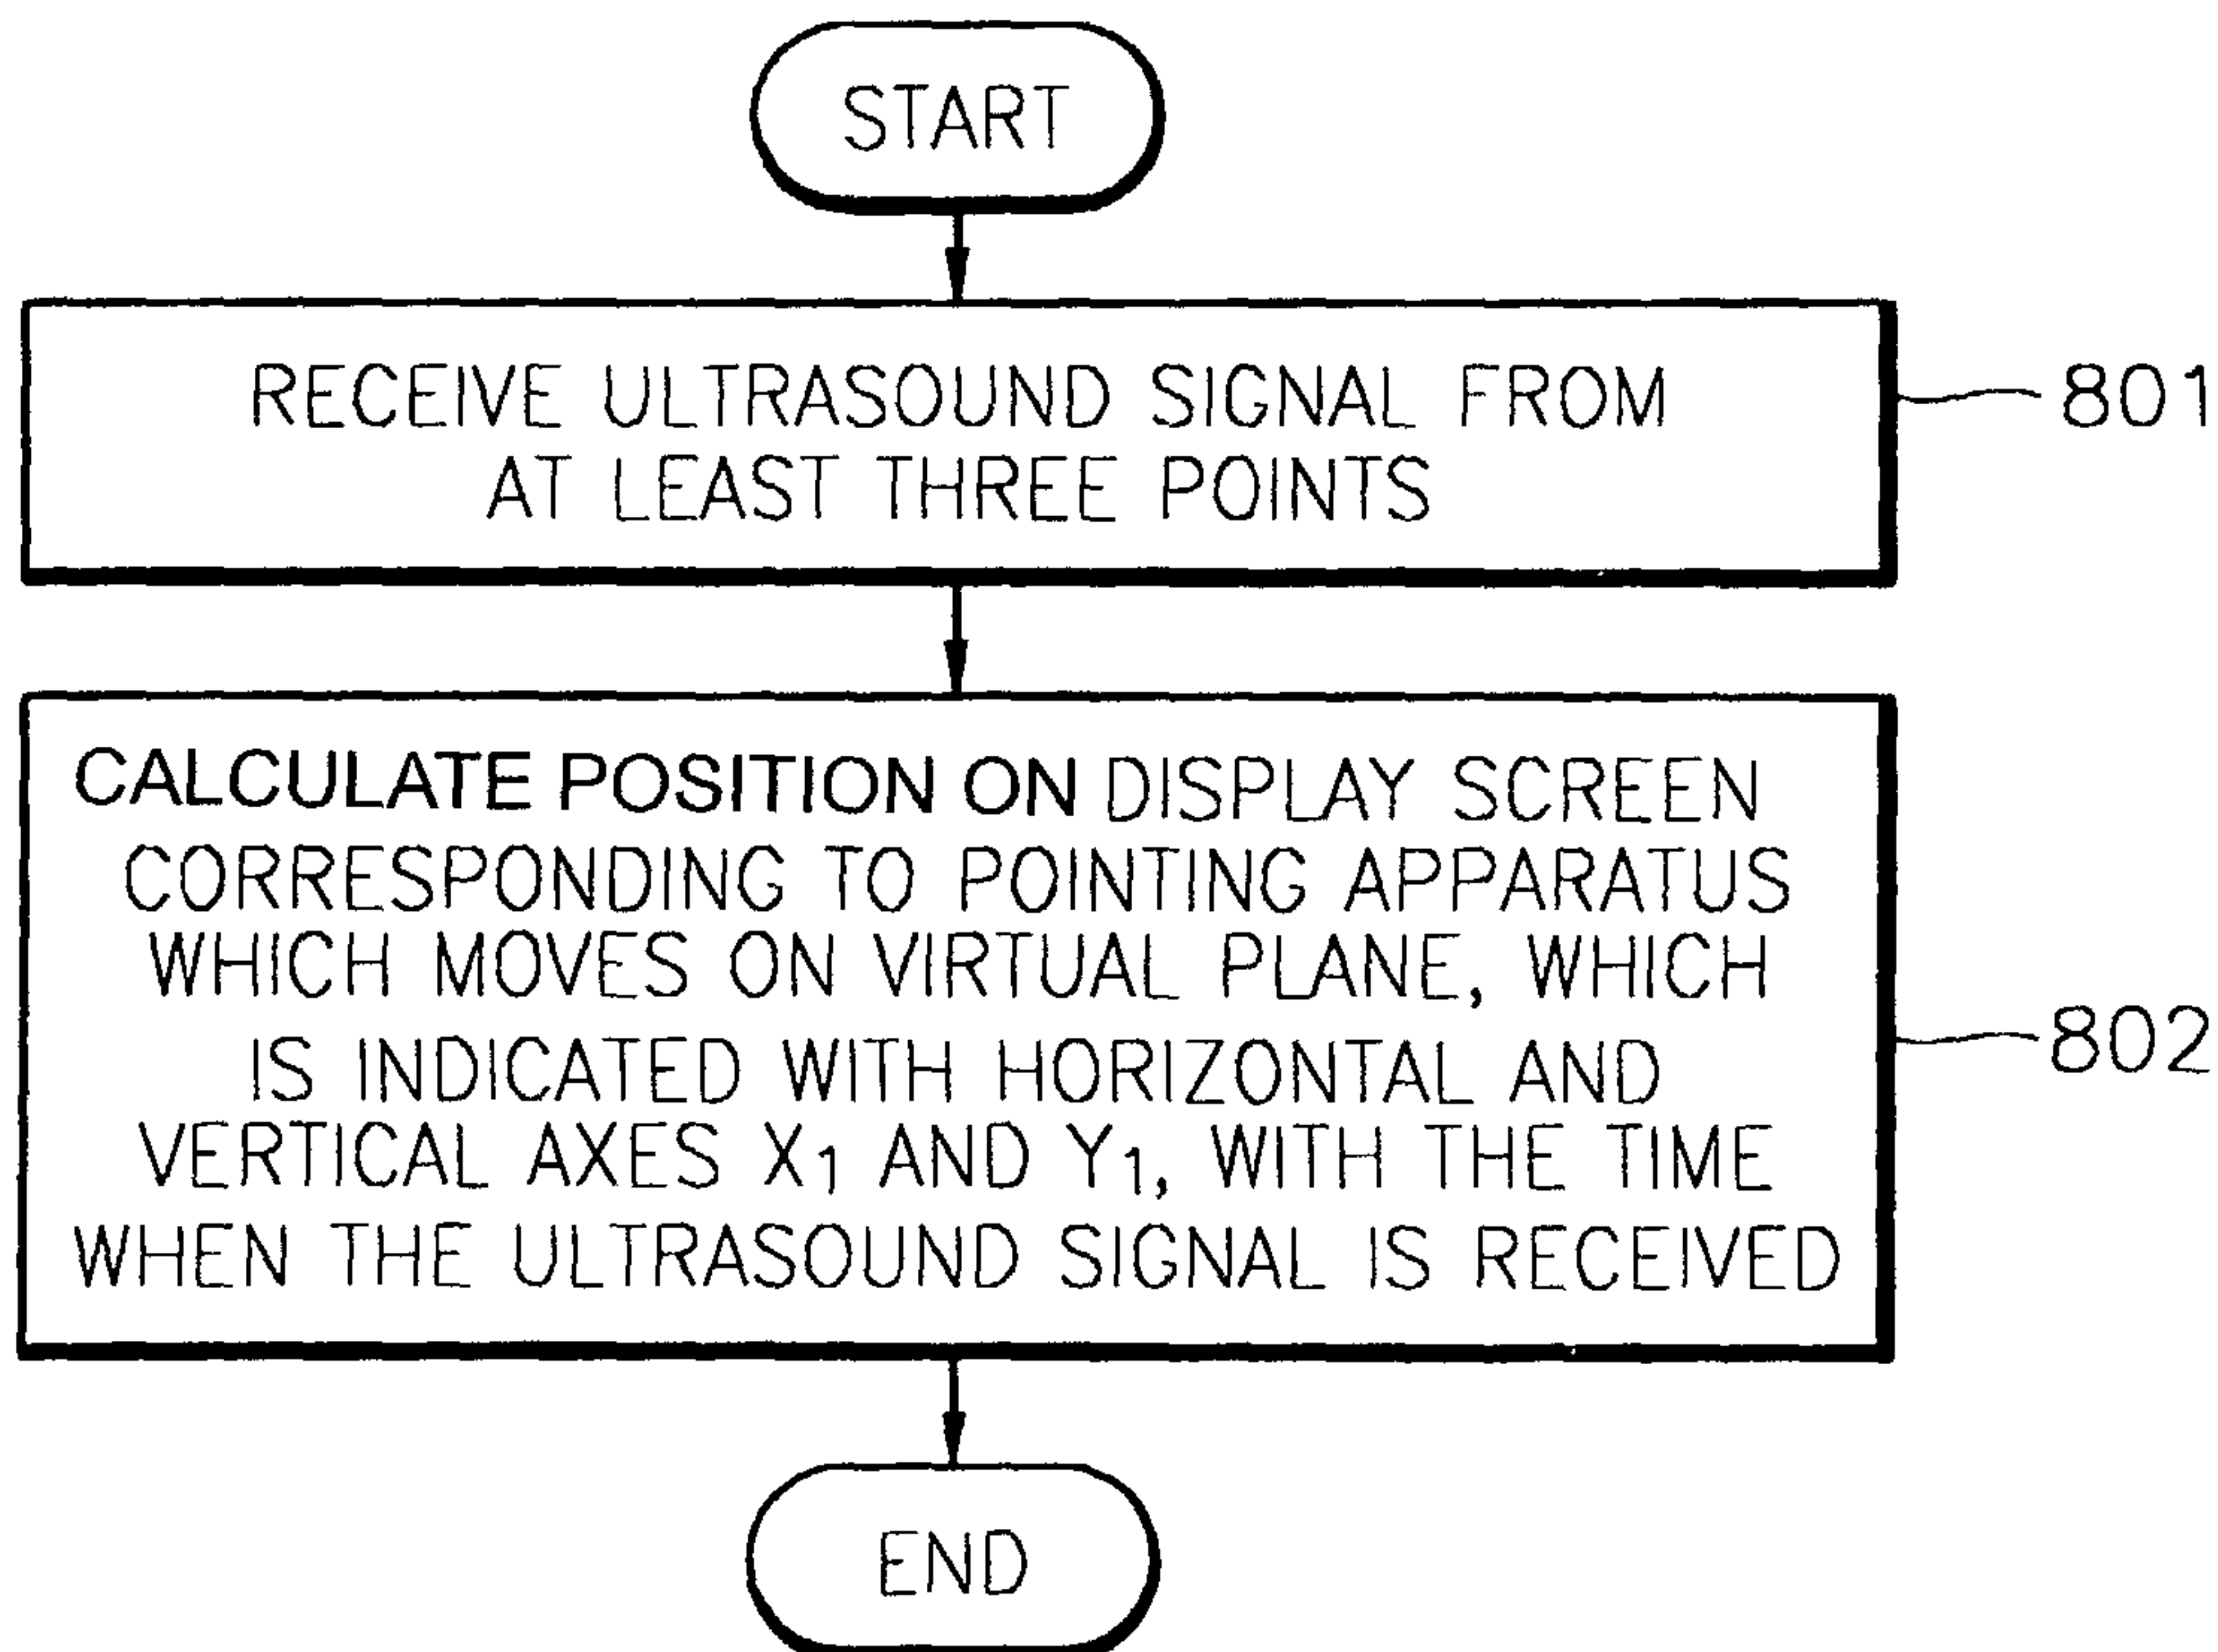 START
RECEIVE ULTRASOUND SIGNAL FROM
AT LEAST THREE POINTS
801
CALCULATE POSITION ON DISPLAY SCREEN
CORRESPONDING TO POINTING APPARATUS
WHICH MOVES ON VIRTUAL PLANE, WHICH
IS INDICATED WITH HORIZONTAL AND
VERTICAL AXES X₁ AND Y₁, WITH THE TIME
WHEN THE ULTRASOUND SIGNAL IS RECEIVED
802
END